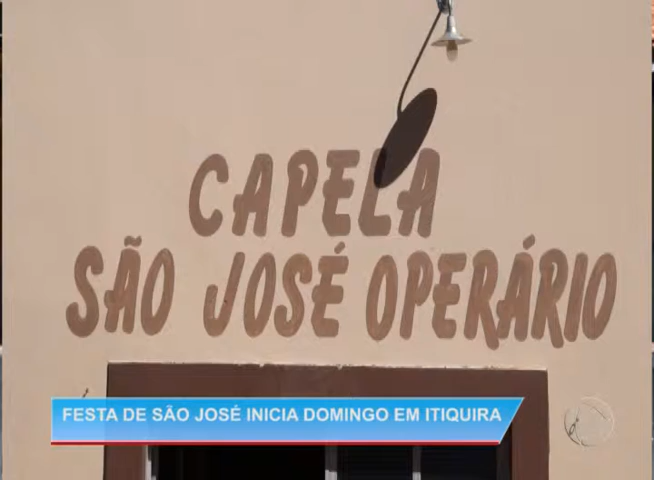 CAPELA
SÃO JOSÉ OPERÁRIO
FESTA DE SÃO JOSÉ INICIA DOMINGO EM ITIQUIRA